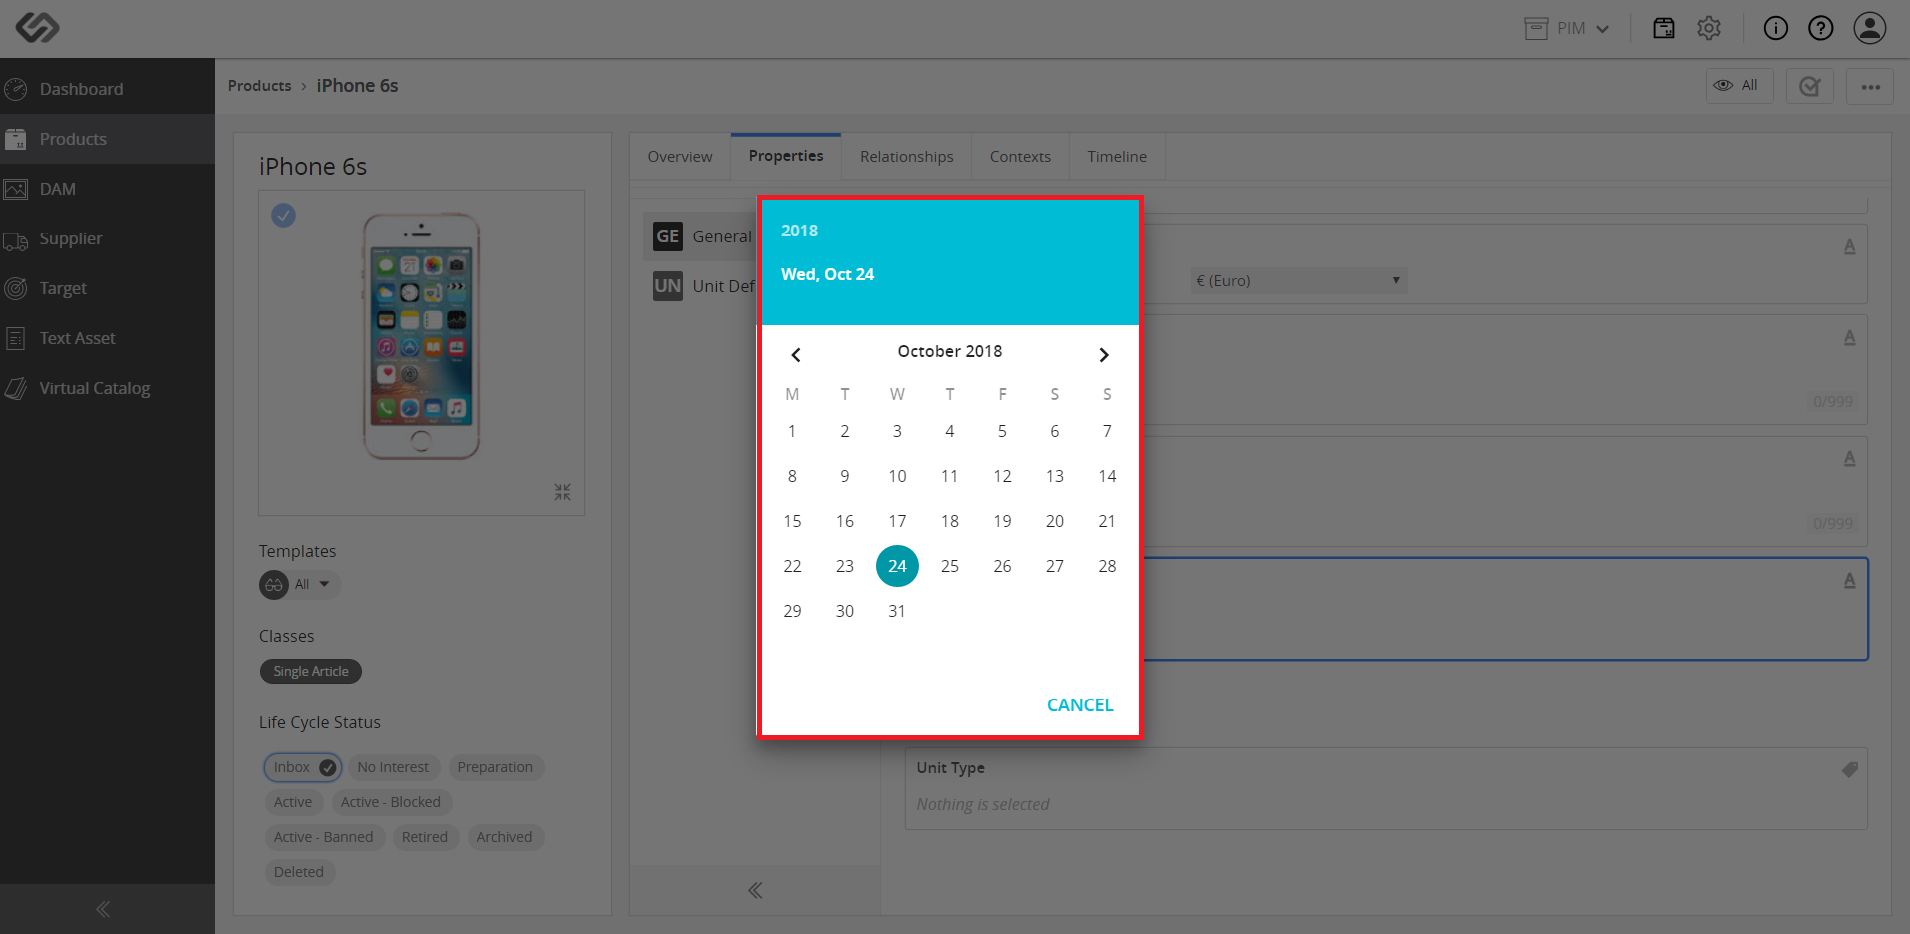 PIM
Dashboard
Products
DAM
Supplier
Target
Text Asset
Virtual Catalog
Products › iPhone 6s
All
iPhone 6s
Templates
All
Classes
Single Article
Life Cycle Status
Inbox No Interest Preparation
Active Active - Blocked
Active - Banned Retired Archived
Deleted
Overview Properties Relationships Contexts Timeline
GE General
UN Unit Def
€ (Euro)
A
A
0/999
A
0/999
A
2018
Wed, Oct 24
October 2018
M T W T F S S
1 2 3 4 5 6 7
8 9 10 11 12 13 14
15 16 17 18 19 20 21
22 23 24 25 26 27 28
29 30 31
CANCEL
Unit Type
Nothing is selected